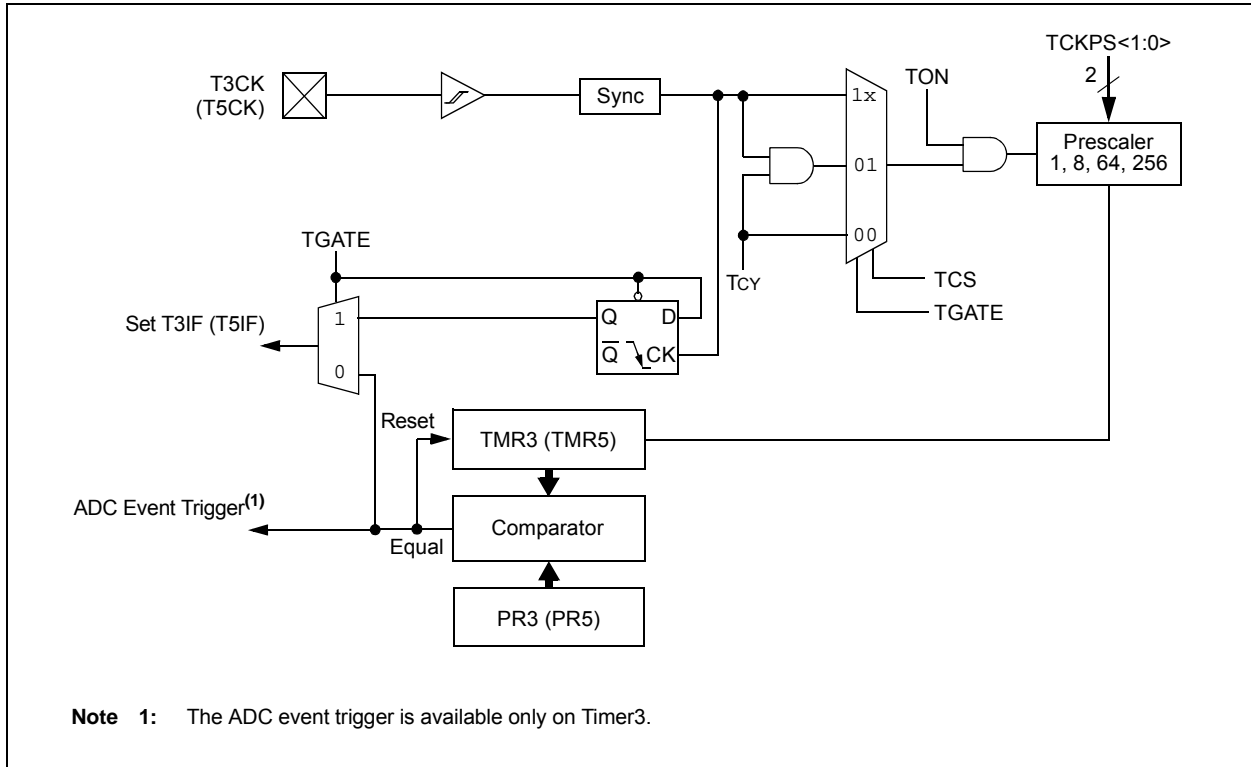 TCKPS<1:0>
2
T3CK
(T5CK)
Sync
1x
TON
Prescaler
1, 8, 64, 256
01
00
TGATE
TCY
TCS
TGATE
Set T3IF (T5IF)
1
0
Q
D
Q̅
CK
Reset
TMR3 (TMR5)
ADC Event Trigger(1)
Equal
Comparator
PR3 (PR5)
Note 1: The ADC event trigger is available only on Timer3.